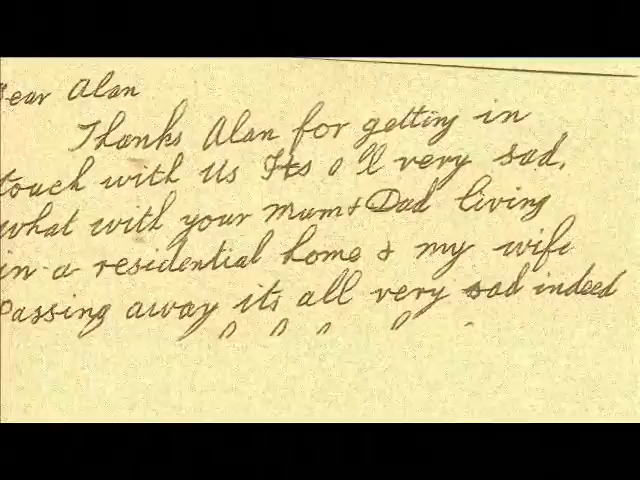 ear Alan
Thanks Alan for getting in
touch with Us Its all very sad,
what with your Mum & Dad living
in a residential home & my wife
Passing away its all very sad indeed